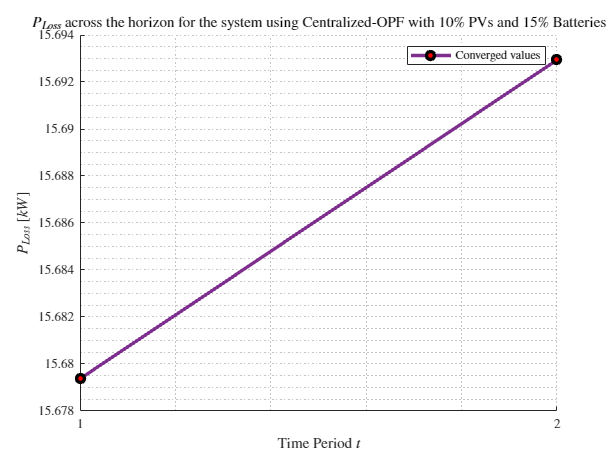 P_Loss across the horizon for the system using Centralized-OPF with 10% PVs and 15% Batteries
15.694
Converged values
15.692
15.69
15.688
15.686
15.684
15.682
15.68
15.678
P_Loss [kW]
1
2
Time Period t